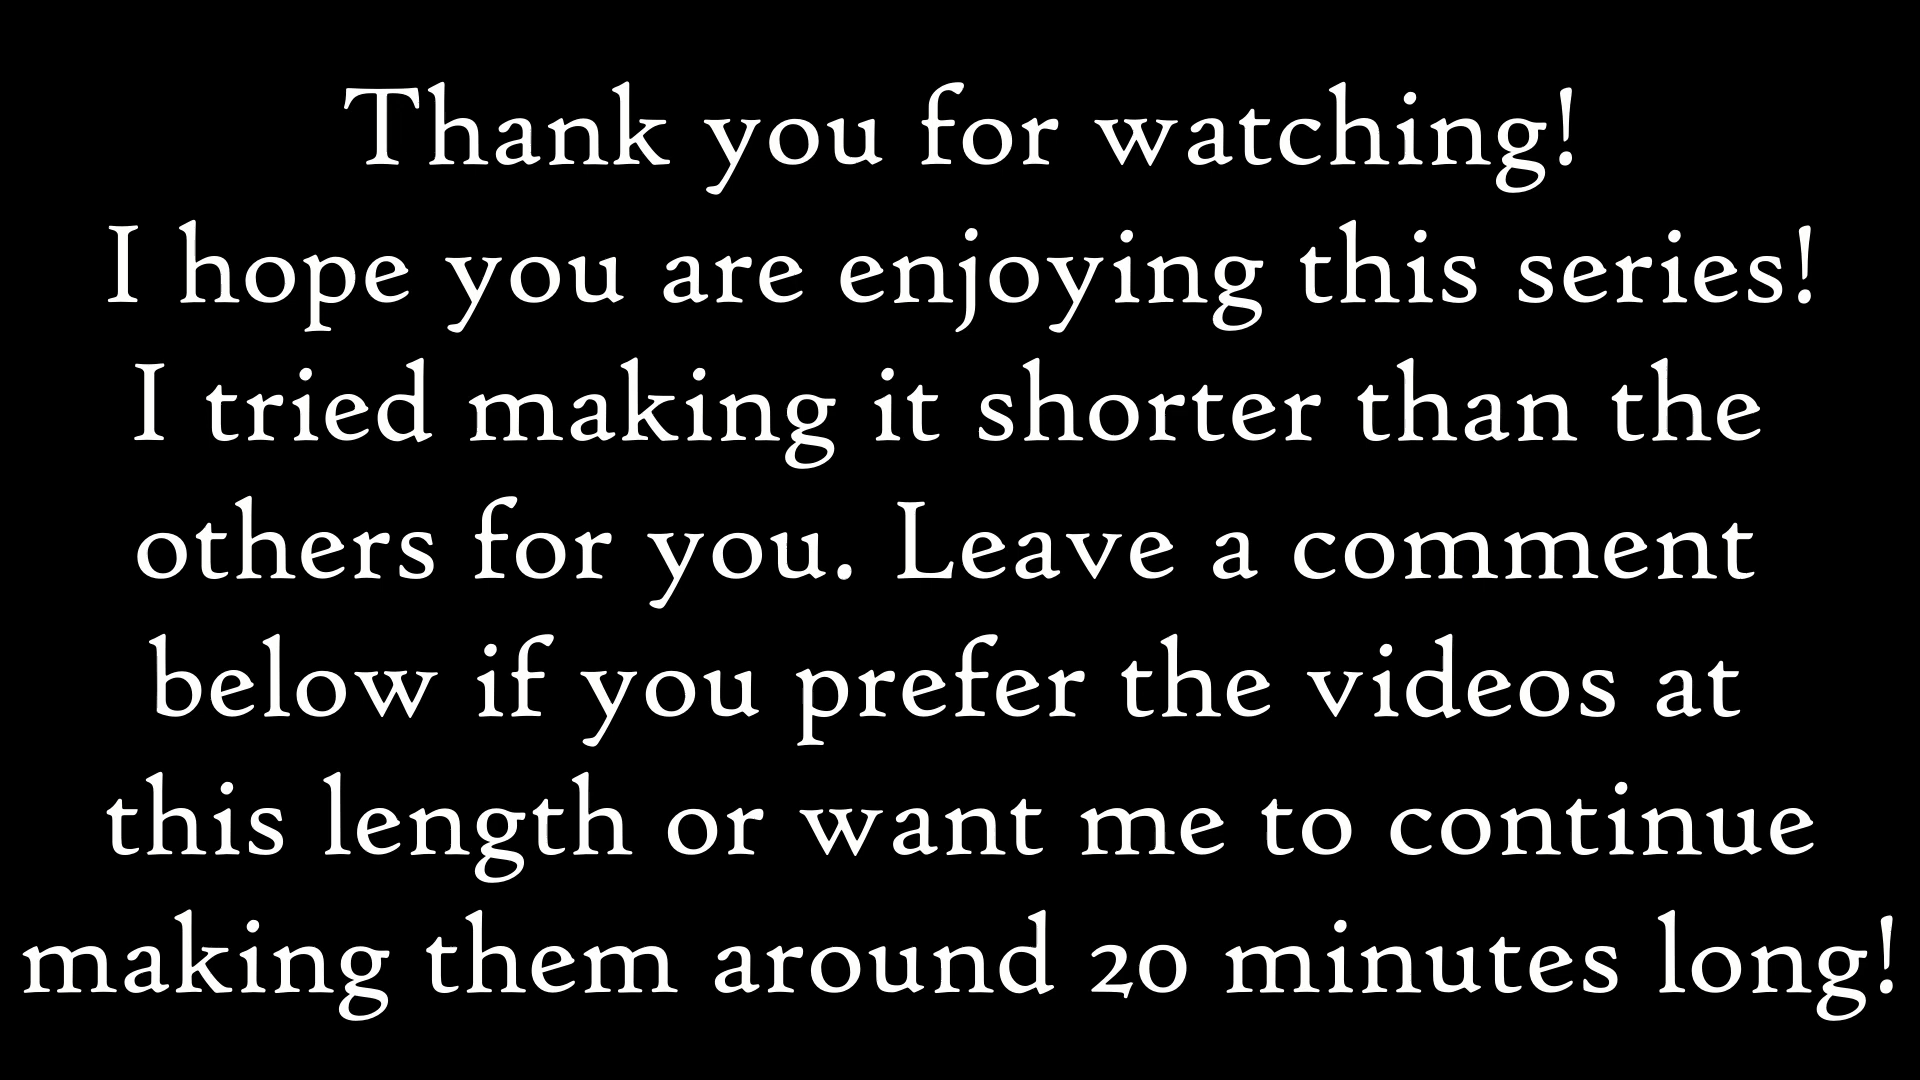 Thank you for watching!
I hope you are enjoying this series!
I tried making it shorter than the
others for you. Leave a comment
below if you prefer the videos at
this length or want me to continue
making them around 20 minutes long!